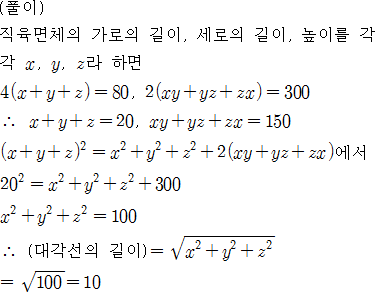 (풀이)
직육면체의 가로의 길이, 세로의 길이, 높이를 각
각 x, y, z라 하면
4(x+y+z)=80, 2(xy+yz+zx)=300
∴ x+y+z=20, xy+yz+zx=150
(x+y+z)²=x²+y²+z²+2(xy+yz+zx)에서
20²=x²+y²+z²+300
x²+y²+z²=100
∴ (대각선의 길이)=√(x²+y²+z²)
=√100=10